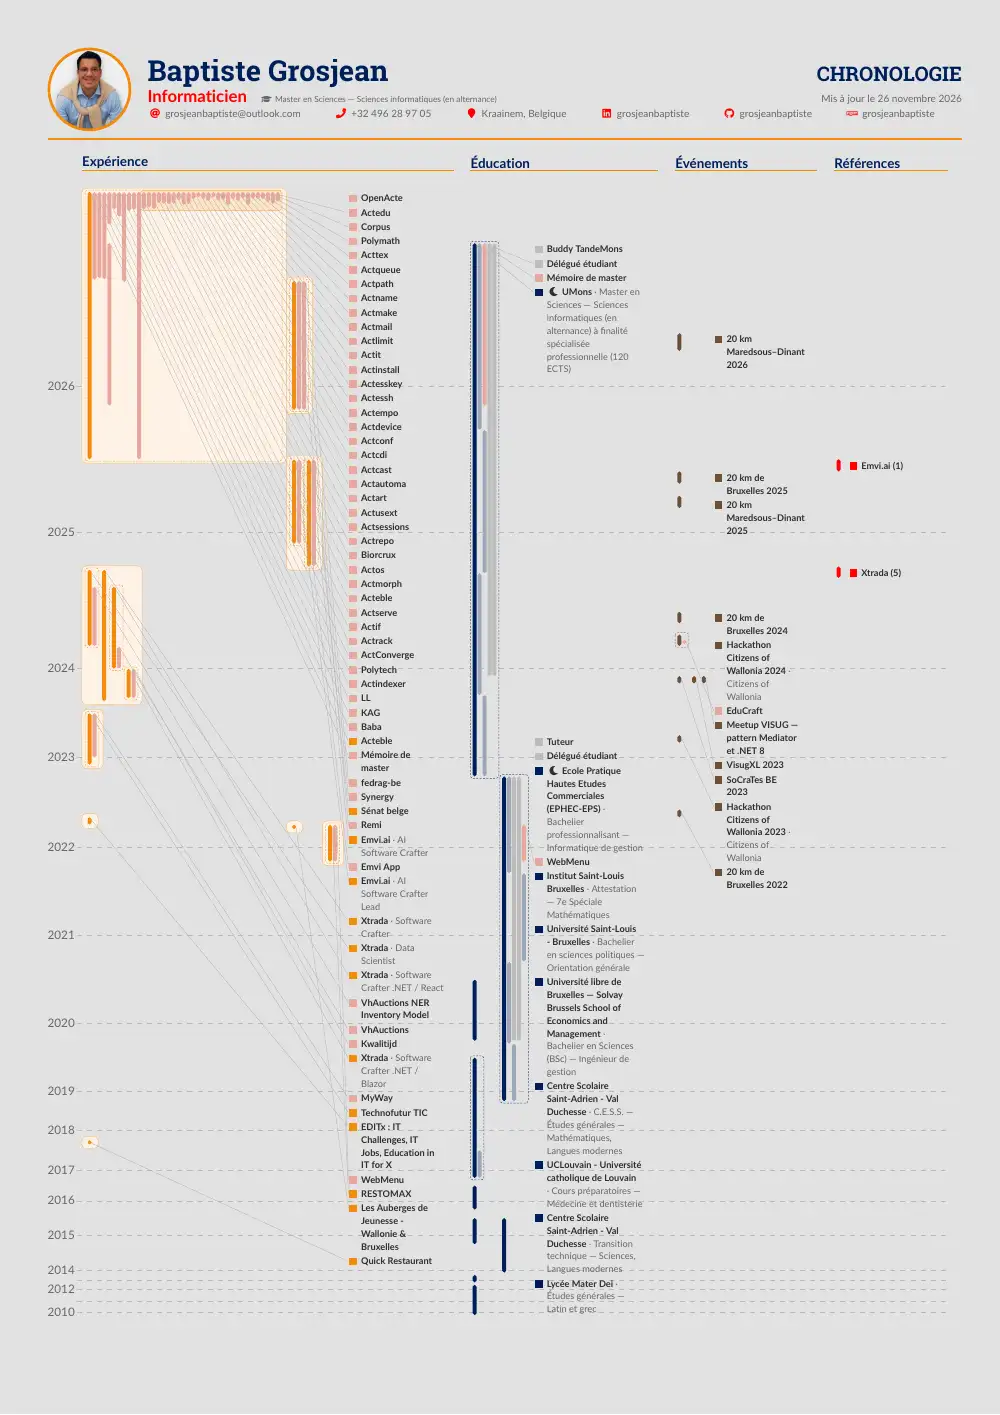 Baptiste Grosjean
CHRONOLOGIE
Informaticien
Master en Sciences — Sciences informatiques (en alternance)
Mis à jour le 26 novembre 2026
grosjeanbaptiste@outlook.com
+32 496 28 97 05
Kraainem, Belgique
grosjeanbaptiste
grosjeanbaptiste
grosjeanbaptiste
Expérience
Éducation
Événements
Références
OpenActe
Actedu
Corpus
Polymath
Acttex
Actqueue
Actpath
Actname
Actmake
Actmail
Actlimit
Actit
Actinstall
Actesskey
Actessh
Actempo
Actdevice
Actconf
Actcdi
Actcast
Actautoma
Actart
Actusext
Actsessions
Actrepo
Biorcrux
Actos
Actmorph
Acteble
Actserve
Actif
Actrack
ActConverge
Polytech
Actindexer
LL
KAG
Baba
Acteble
Mémoire de
master
fedrag-be
Synergy
Sénat belge
Remi
Emvi.ai · AI
Software Crafter
Emvi App
Emvi.ai · AI
Software Crafter
Lead
Xtrada · Software
Crafter
Xtrada · Data
Scientist
Xtrada · Software
Crafter .NET / React
VhAuctions NER
Inventory Model
VhAuctions
Kwalitijd
Xtrada · Software
Crafter .NET /
Blazor
MyWay
Technofutur TIC
EDITx : IT
Challenges, IT
Jobs, Education in
IT for X
WebMenu
RESTOMAX
Les Auberges de
Jeunesse -
Wallonie &
Bruxelles
Quick Restaurant
Buddy TandeMons
Délégué étudiant
Mémoire de master
UMons · Master en
Sciences — Sciences
informatiques (en
alternance) à finalité
spécialisée
professionnelle (120
ECTS)
Tuteur
Délégué étudiant
Ecole Pratique
Hautes Etudes
Commerciales
(EPHEC-EPS) ·
Bachelier
professionnalisant —
Informatique de gestion
WebMenu
Institut Saint-Louis
Bruxelles · Attestation
— 7e Spéciale
Mathématiques
Université Saint-Louis
- Bruxelles · Bachelier
en sciences politiques —
Orientation générale
Université libre de
Bruxelles — Solvay
Brussels School of
Economics and
Management ·
Bachelier en Sciences
(BSc) — Ingénieur de
gestion
Centre Scolaire
Saint-Adrien - Val
Duchesse · C.E.S.S. —
Études générales —
Mathématiques,
Langues modernes
UCLouvain - Université
catholique de Louvain
· Cours préparatoires —
Médecine et dentisterie
Centre Scolaire
Saint-Adrien - Val
Duchesse · Transition
technique — Sciences,
Langues modernes
Lycée Mater Dei ·
Études générales —
Latin et grec
20 km
Maredsous–Dinant
2026
20 km de
Bruxelles 2025
20 km
Maredsous–Dinant
2025
20 km de
Bruxelles 2024
Hackathon
Citizens of
Wallonia 2024 ·
Citizens of
Wallonia
EduCraft
Meetup VISUG —
pattern Mediator
et .NET 8
VisugXL 2023
SoCraTes BE
2023
Hackathon
Citizens of
Wallonia 2023 ·
Citizens of
Wallonia
20 km de
Bruxelles 2022
Emvi.ai (1)
Xtrada (5)
2026
2025
2024
2023
2022
2021
2020
2019
2018
2017
2016
2015
2014
2012
2010